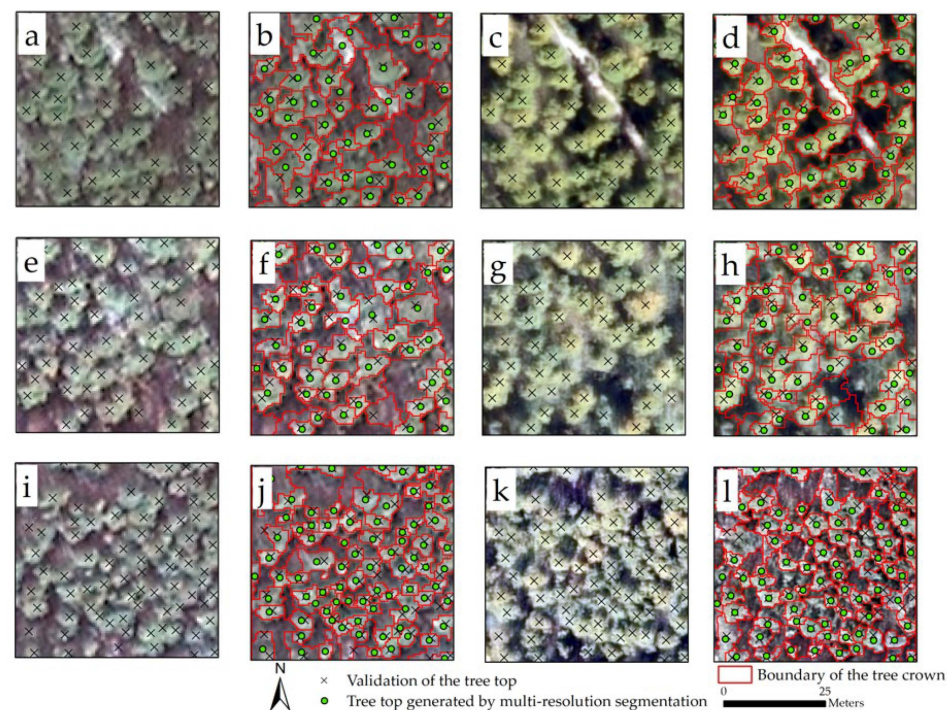 a b c d
e f g h
i j k l
N
Validation of the tree top
Tree top generated by multi-resolution segmentation
Boundary of the tree crown
0 25
Meters